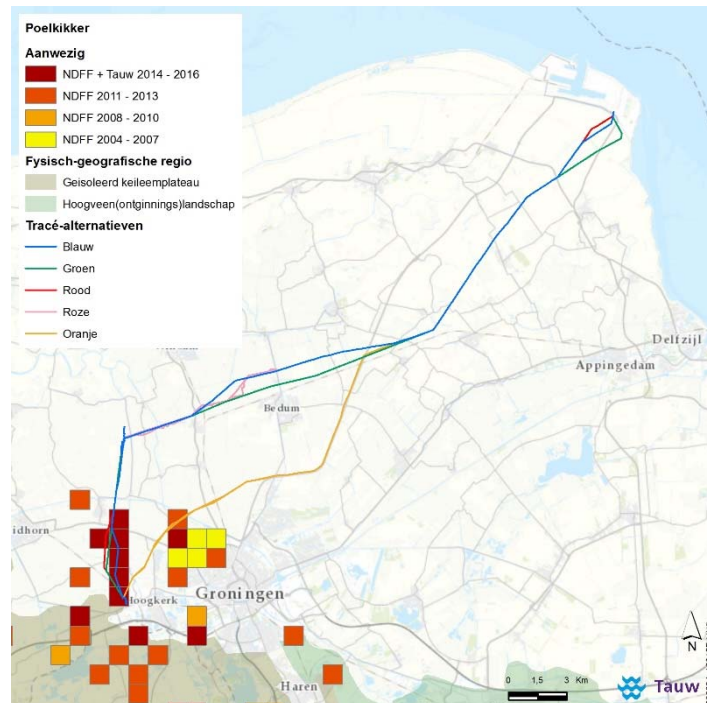 Poelkikker
Aanwezig
NDFF + Tauw 2014 - 2016
NDFF 2011 - 2013
NDFF 2008 - 2010
NDFF 2004 - 2007
Fysisch-geografische regio
Geisoleerd keileemplateau
Hoogveen(ontginnings)landschap
Tracé-alternatieven
Blauw
Groen
Rood
Roze
Oranje
Delfzijl
Appingedam
Bedum
idhorn
Hoogkerk
Groningen
Haren
N
0 1,5 3 Km
Tauw